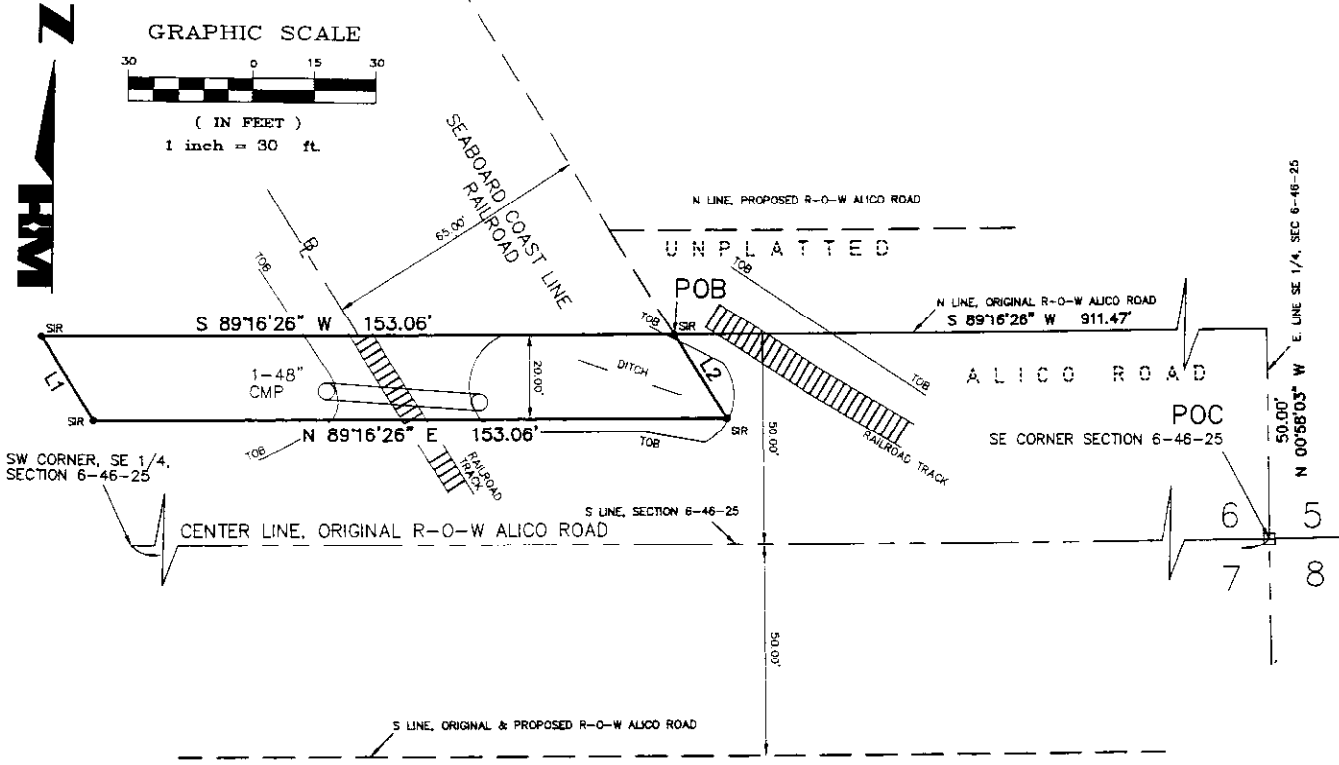 N
HM
GRAPHIC SCALE
30 0 15 30
( IN FEET )
1 inch = 30 ft.
SEABOARD COAST LINE
RAILROAD
65.00'
BL
TOB
N LINE, PROPOSED R-O-W ALICO ROAD
UNPLATTED
TOB
POB
E. LINE SE 1/4, SEC 6-46-25
N LINE, ORIGINAL R-O-W ALICO ROAD
S 89°16'26" W 911.47'
SIR
S 89°16'26" W 153.06'
TOB
SIR
L1
1-48"
CMP
20.00'
DITCH
L2
TOB
ALICO ROAD
50.00'
N 00°58'03" W
POC
SE CORNER SECTION 6-46-25
SIR
N 89°16'26" E 153.06'
TOB
SIR
50.00'
RAILROAD TRACK
TOB
RAILROAD
TRACK
SW CORNER, SE 1/4,
SECTION 6-46-25
S LINE, SECTION 6-46-25
CENTER LINE, ORIGINAL R-O-W ALICO ROAD
6 5
7 8
50.00'
S LINE, ORIGINAL & PROPOSED R-O-W ALICO ROAD